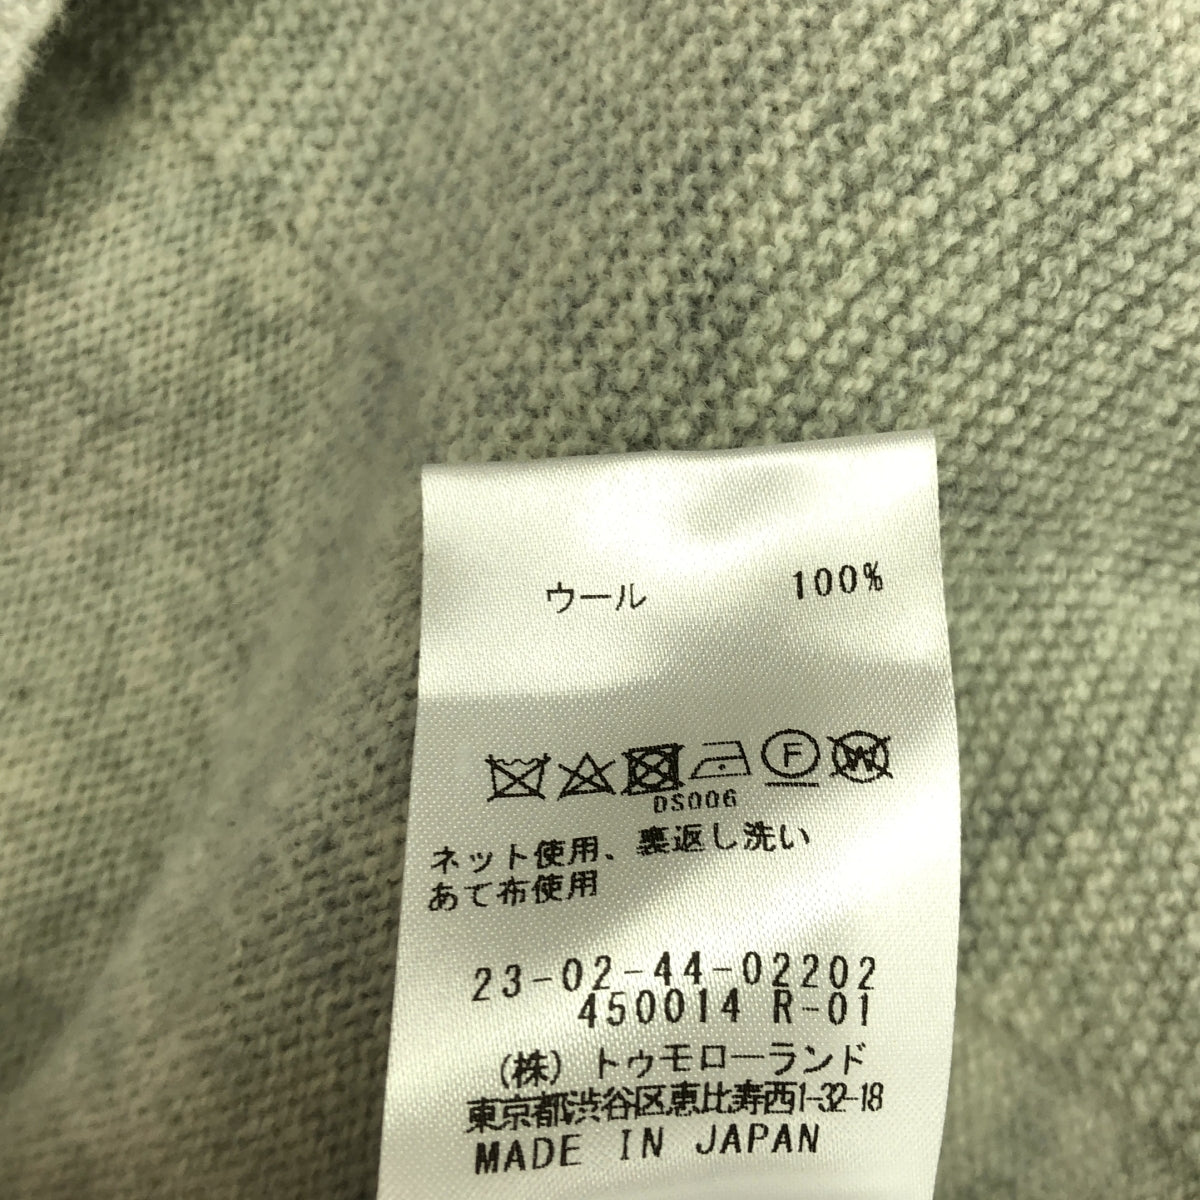 ウール 100%
F W
DS006
ネット使用、裏返し洗い
あて布使用
23-02-44-02202
450014 R-01
(株)トゥモローランド
東京都渋谷区恵比寿西1-32-18
MADE IN JAPAN